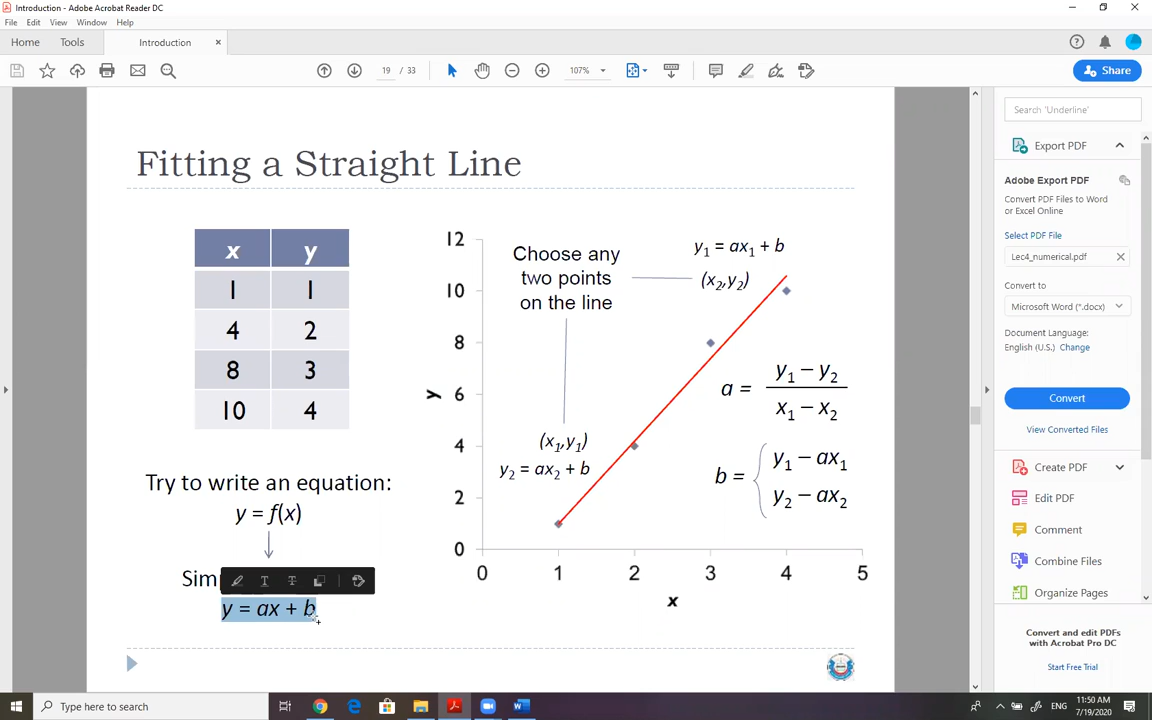 Introduction - Adobe Acrobat Reader DC
File Edit View Window Help
Home Tools Introduction ×
19 / 33 107% Share
Fitting a Straight Line
x y
1 1
4 2
8 3
10 4
Try to write an equation:
y = f(x)
Sim
y = ax + b
12
10
8
6
4
2
0
y
0 1 2 3 4 5
x
Choose any
two points
on the line
y₁ = ax₁ + b
(x₂,y₂)
(x₁,y₁)
y₂ = ax₂ + b
a = y₁ – y₂
x₁ – x₂
b = { y₁ – ax₁
y₂ – ax₂
Search 'Underline'
Export PDF
Adobe Export PDF
Convert PDF Files to Word
or Excel Online
Select PDF File
Lec4_numerical.pdf ×
Convert to
Microsoft Word (*.docx)
Document Language:
English (U.S.) Change
Convert
View Converted Files
Create PDF
Edit PDF
Comment
Combine Files
Organize Pages
Convert and edit PDFs
with Acrobat Pro DC
Start Free Trial
Type here to search
ENG
11:50 AM
7/19/2020